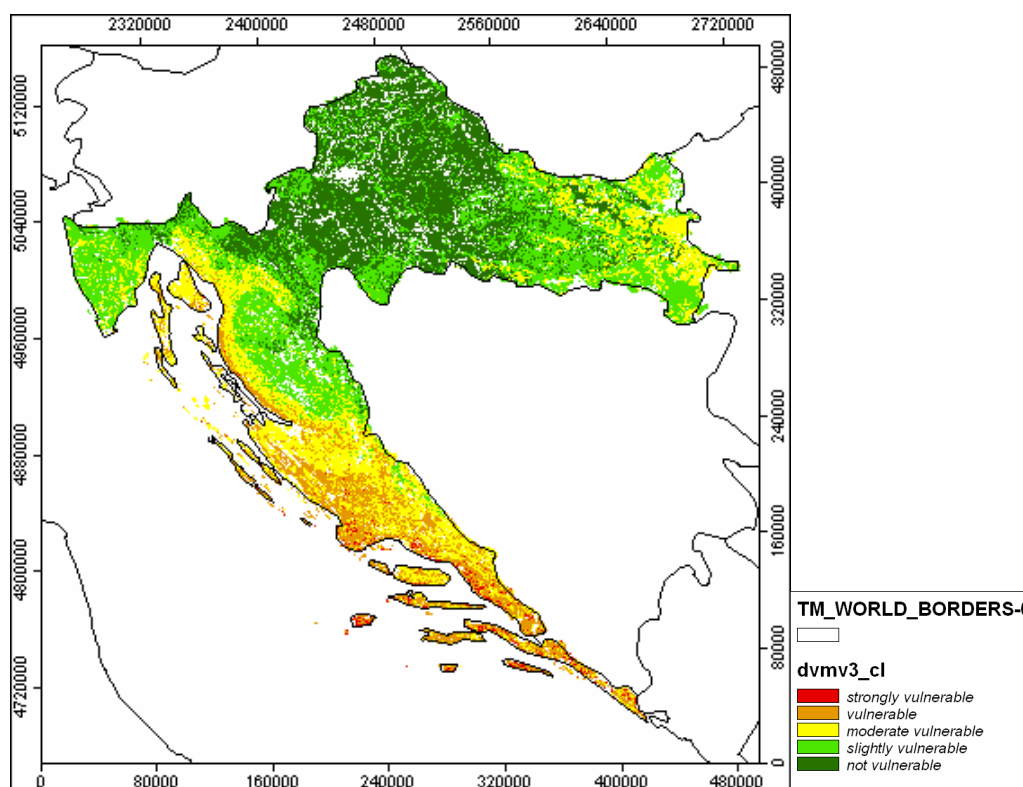 2320000 2400000 2480000 2560000 2640000 2720000
5120000
5040000
4960000
4880000
4800000
4720000
480000
400000
320000
240000
160000
80000
0
0 80000 160000 240000 320000 400000 480000
TM_WORLD_BORDERS-
dvmv3_cl
strongly vulnerable
vulnerable
moderate vulnerable
slightly vulnerable
not vulnerable